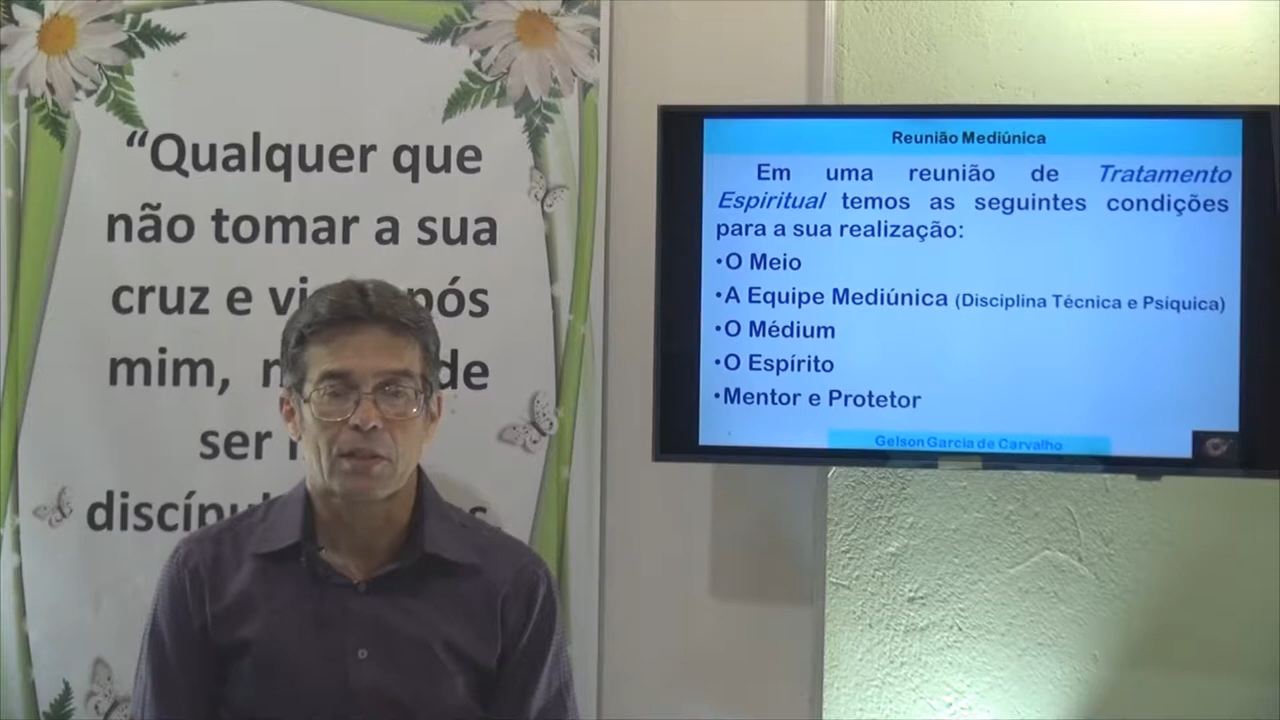 “Qualquer que
não tomar a sua
cruz e pós
mim, de
ser
Reunião Mediúnica
Em uma reunião de Tratamento
Espiritual temos as seguintes condições
para a sua realização:
•O Meio
•A Equipe Mediúnica (Disciplina Técnica e Psíquica)
•O Médium
•O Espírito
•Mentor e Protetor
Gelson Garcia de Carvalho